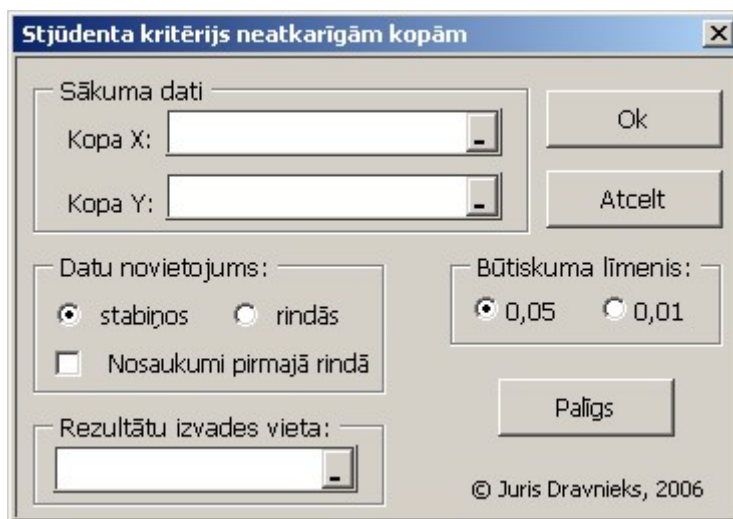 Stjūdenta kritērijs neatkarīgām kopām
Sākuma dati
Kopa X:
Ok
Kopa Y:
Atcelt
Datu novietojums:
Būtiskuma līmenis:
stabiņos rindās
0,05 0,01
Nosaukumi pirmajā rindā
Palīgs
Rezultātu izvades vieta:
© Juris Dravnieks, 2006